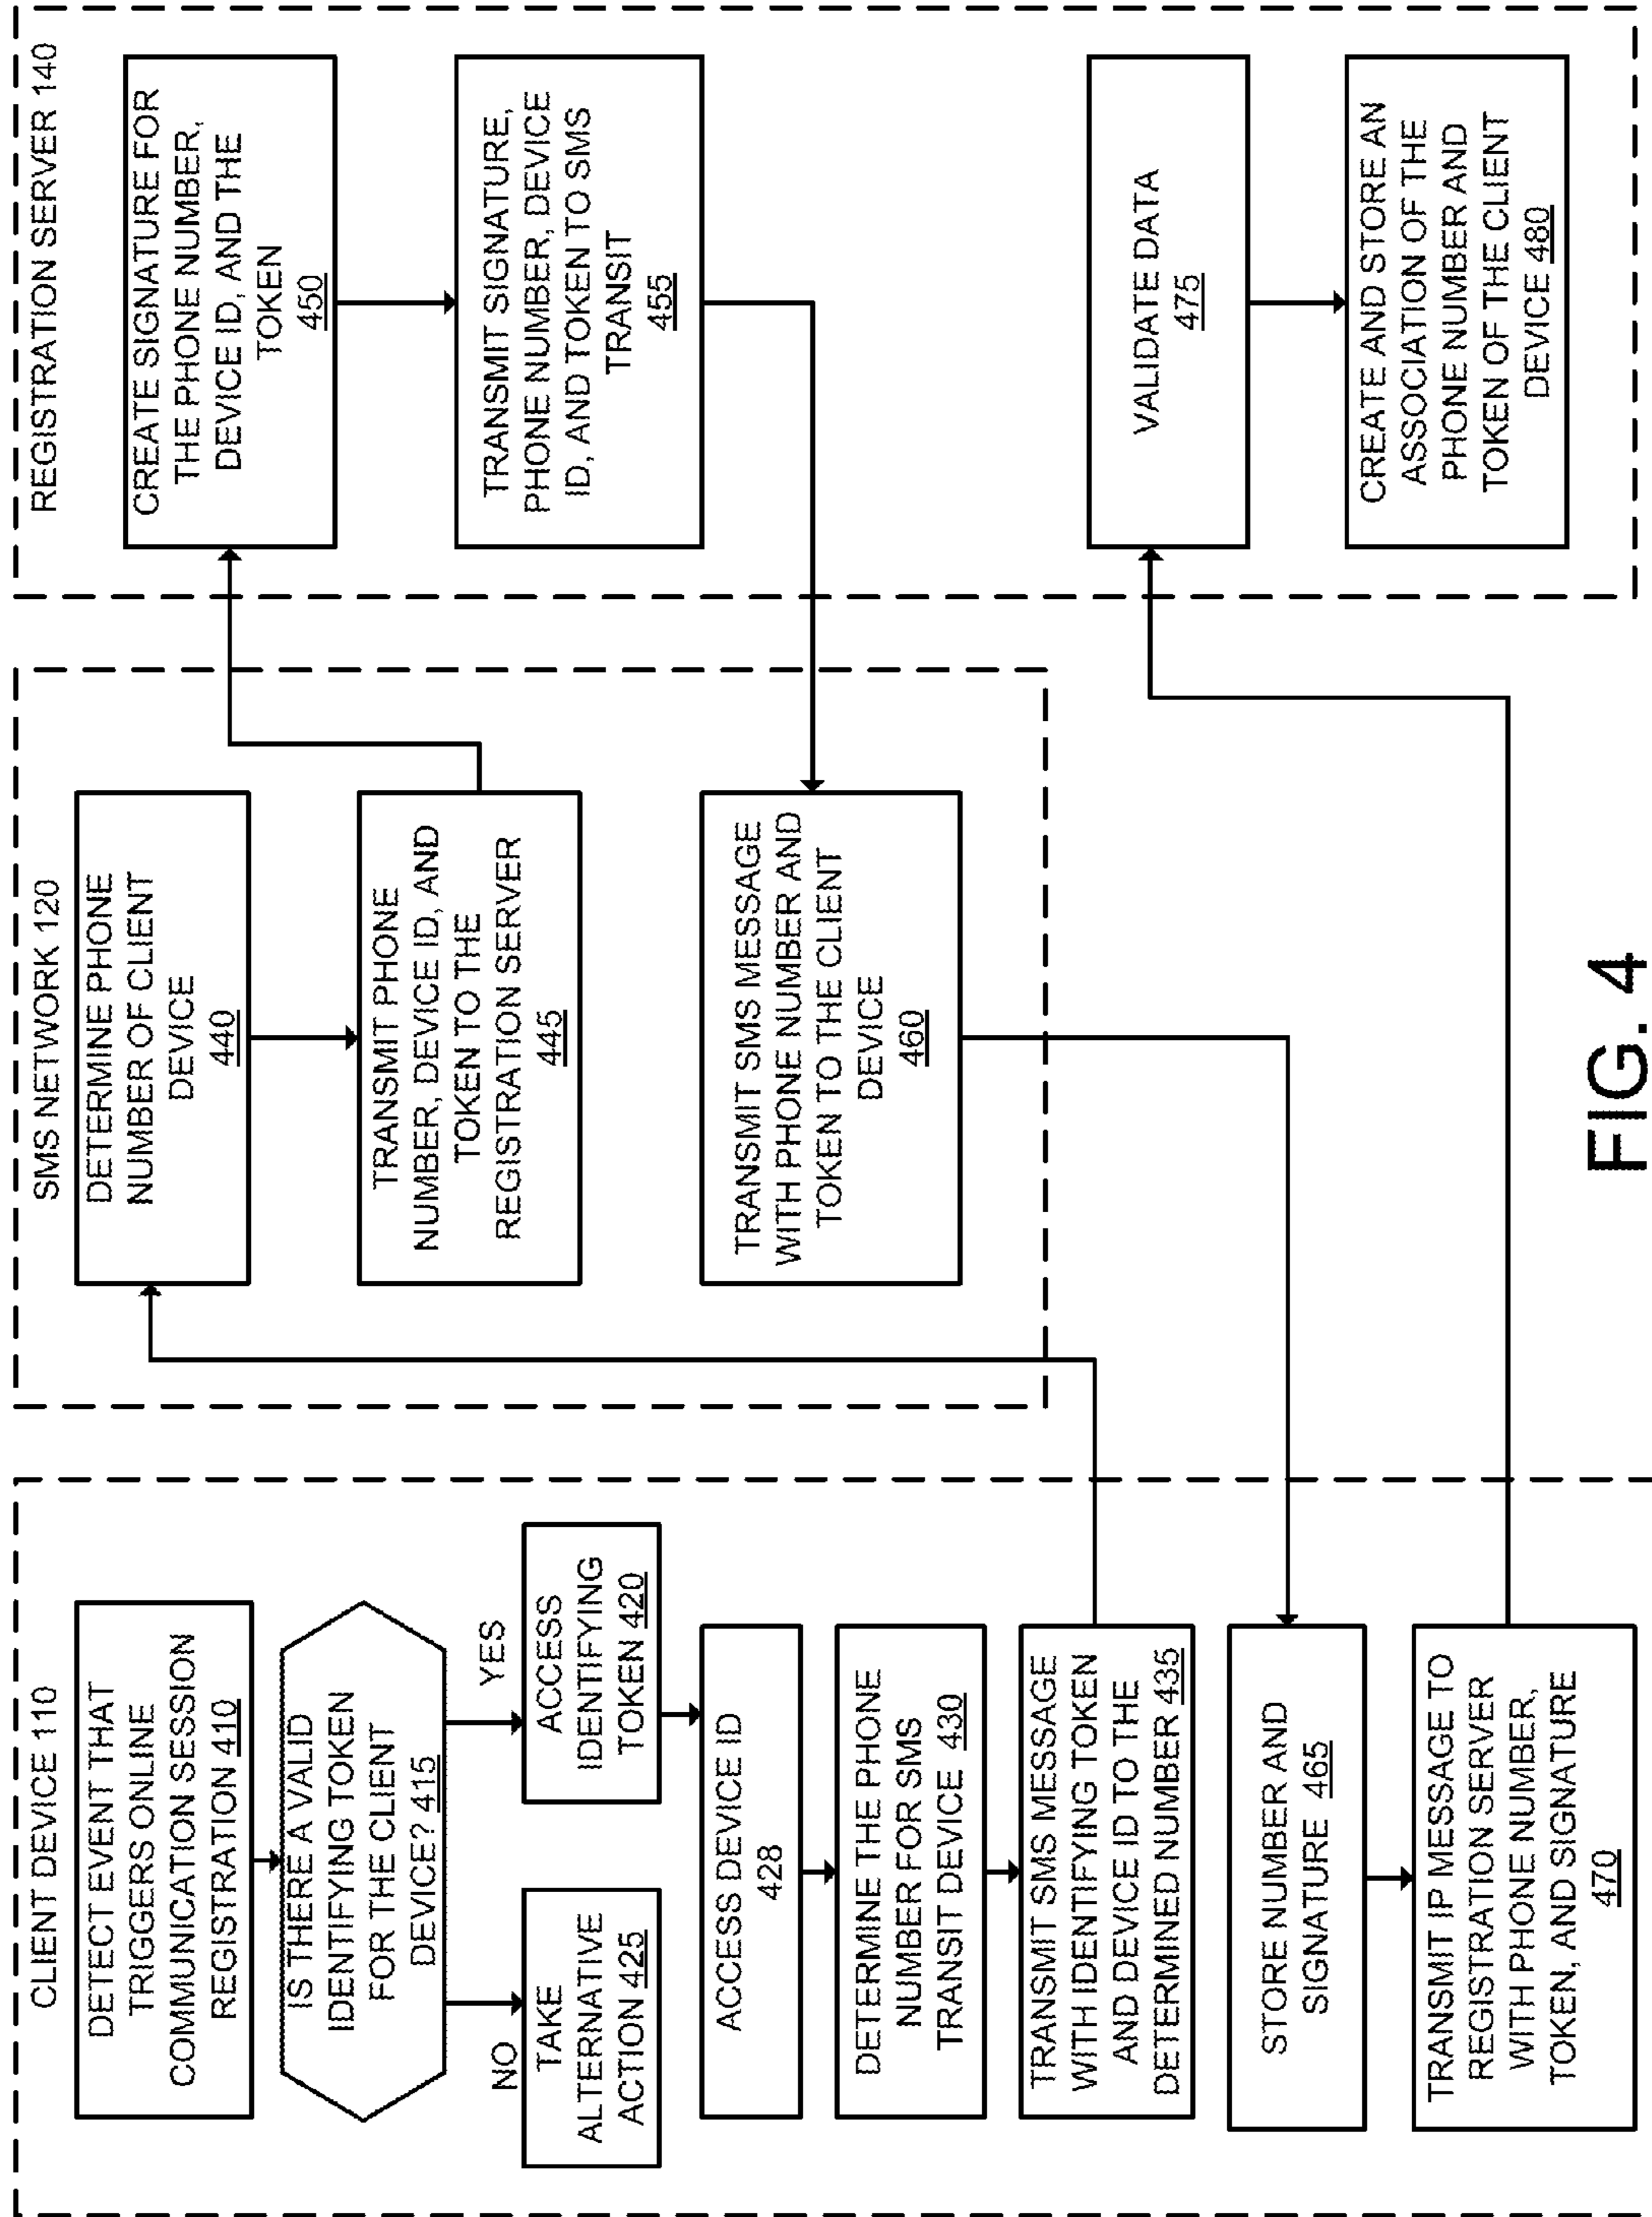 CLIENT DEVICE 110
DETECT EVENT THAT
TRIGGERS ONLINE
COMMUNICATION SESSION
REGISTRATION 410
IS THERE A VALID
IDENTIFYING TOKEN
FOR THE CLIENT
DEVICE? 415
NO
YES
TAKE
ALTERNATIVE
ACTION 425
ACCESS
IDENTIFYING
TOKEN 420
ACCESS DEVICE ID
428
DETERMINE THE PHONE
NUMBER FOR SMS
TRANSIT DEVICE 430
TRANSMIT SMS MESSAGE
WITH IDENTIFYING TOKEN
AND DEVICE ID TO THE
DETERMINED NUMBER 435
STORE NUMBER AND
SIGNATURE 465
TRANSMIT IP MESSAGE TO
REGISTRATION SERVER
WITH PHONE NUMBER,
TOKEN, AND SIGNATURE
470
SMS NETWORK 120
DETERMINE PHONE
NUMBER OF CLIENT
DEVICE
440
TRANSMIT PHONE
NUMBER, DEVICE ID, AND
TOKEN TO THE
REGISTRATION SERVER
445
TRANSMIT SMS MESSAGE
WITH PHONE NUMBER AND
TOKEN TO THE CLIENT
DEVICE
460
REGISTRATION SERVER 140
CREATE SIGNATURE FOR
THE PHONE NUMBER,
DEVICE ID, AND THE
TOKEN
450
TRANSMIT SIGNATURE,
PHONE NUMBER, DEVICE
ID, AND TOKEN TO SMS
TRANSIT
455
VALIDATE DATA
475
CREATE AND STORE AN
ASSOCIATION OF THE
PHONE NUMBER AND
TOKEN OF THE CLIENT
DEVICE 480
FIG. 4